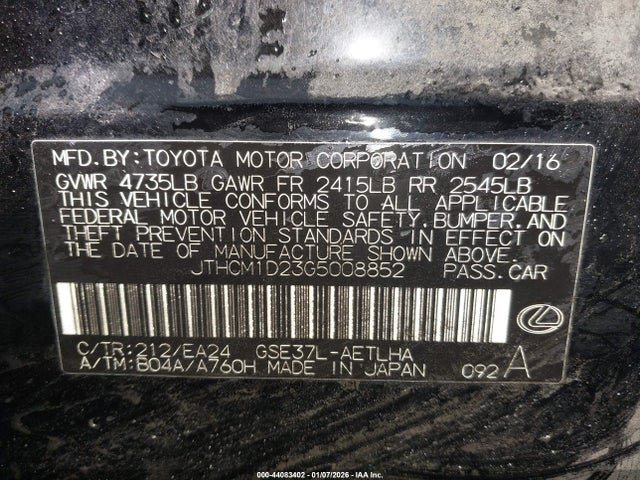 MFD.BY:TOYOTA MOTOR CORPORATION 02/16
GVWR 4735LB GAWR FR 2415LB RR 2545LB
THIS VEHICLE CONFORMS TO ALL APPLICABLE
FEDERAL MOTOR VEHICLE SAFETY,BUMPER,AND
THEFT PREVENTION STANDARDS IN EFFECT ON
THE DATE OF MANUFACTURE SHOWN ABOVE.
JTHCM1D23G5008852 PASS.CAR
C/TR:212/EA24 GSE37L-AETLHA
A/TM:B04A/A760H MADE IN JAPAN 092 A
000-44083402 - 01/07/2026 - IAA Inc.